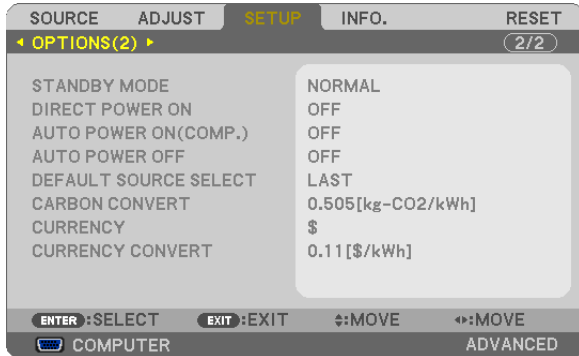 SOURCE ADJUST SETUP INFO. RESET
OPTIONS(2) 2/2
STANDBY MODE NORMAL
DIRECT POWER ON OFF
AUTO POWER ON(COMP.) OFF
AUTO POWER OFF OFF
DEFAULT SOURCE SELECT LAST
CARBON CONVERT 0.505[kg-CO2/kWh]
CURRENCY $
CURRENCY CONVERT 0.11[$/kWh]
ENTER:SELECT EXIT:EXIT :MOVE :MOVE
COMPUTER ADVANCED